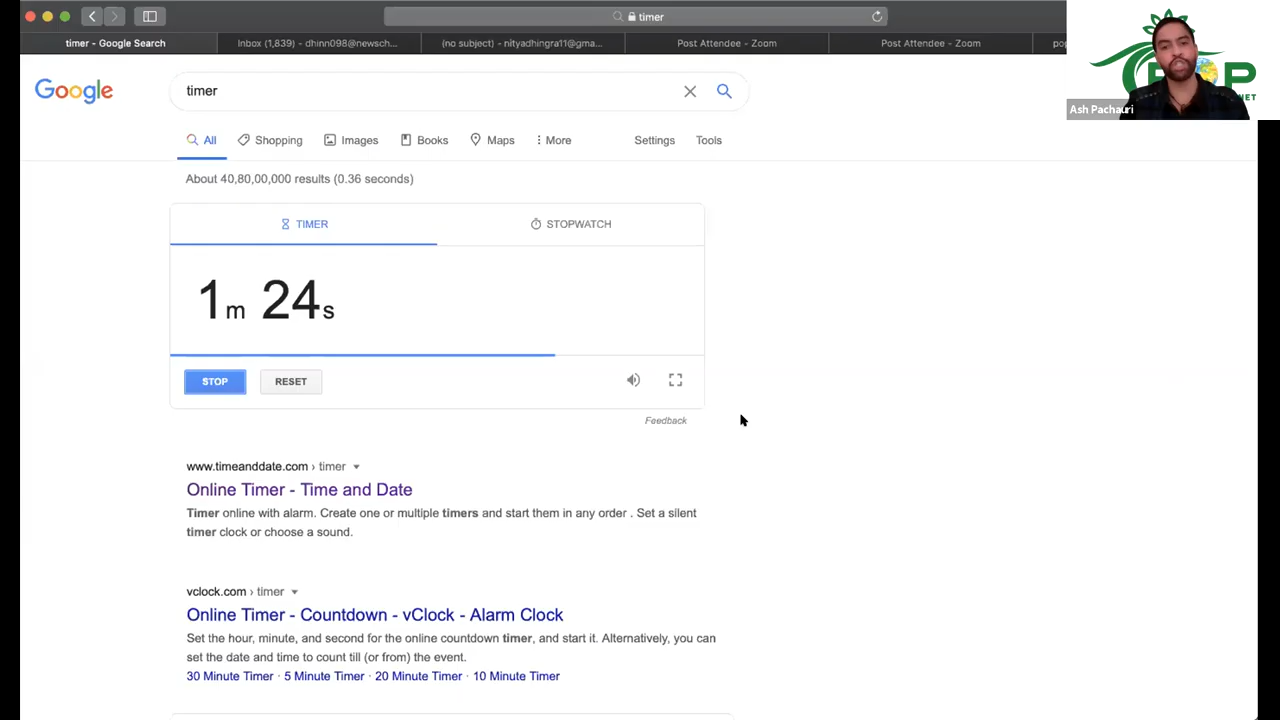 timer
timer - Google Search
Inbox (1,839) - dhinn098@newsch...
(no subject) - nityadhingra11@gma...
Post Attendee - Zoom
Post Attendee - Zoom
Ash Pachauri
Google
timer
All
Shopping
Images
Books
Maps
More
Settings
Tools
About 40,80,00,000 results (0.36 seconds)
TIMER
STOPWATCH
1m 24s
STOP
RESET
Feedback
www.timeanddate.com › timer
Online Timer - Time and Date
Timer online with alarm. Create one or multiple timers and start them in any order . Set a silent
timer clock or choose a sound.
vclock.com › timer
Online Timer - Countdown - vClock - Alarm Clock
Set the hour, minute, and second for the online countdown timer, and start it. Alternatively, you can
set the date and time to count till (or from) the event.
30 Minute Timer · 5 Minute Timer · 20 Minute Timer · 10 Minute Timer